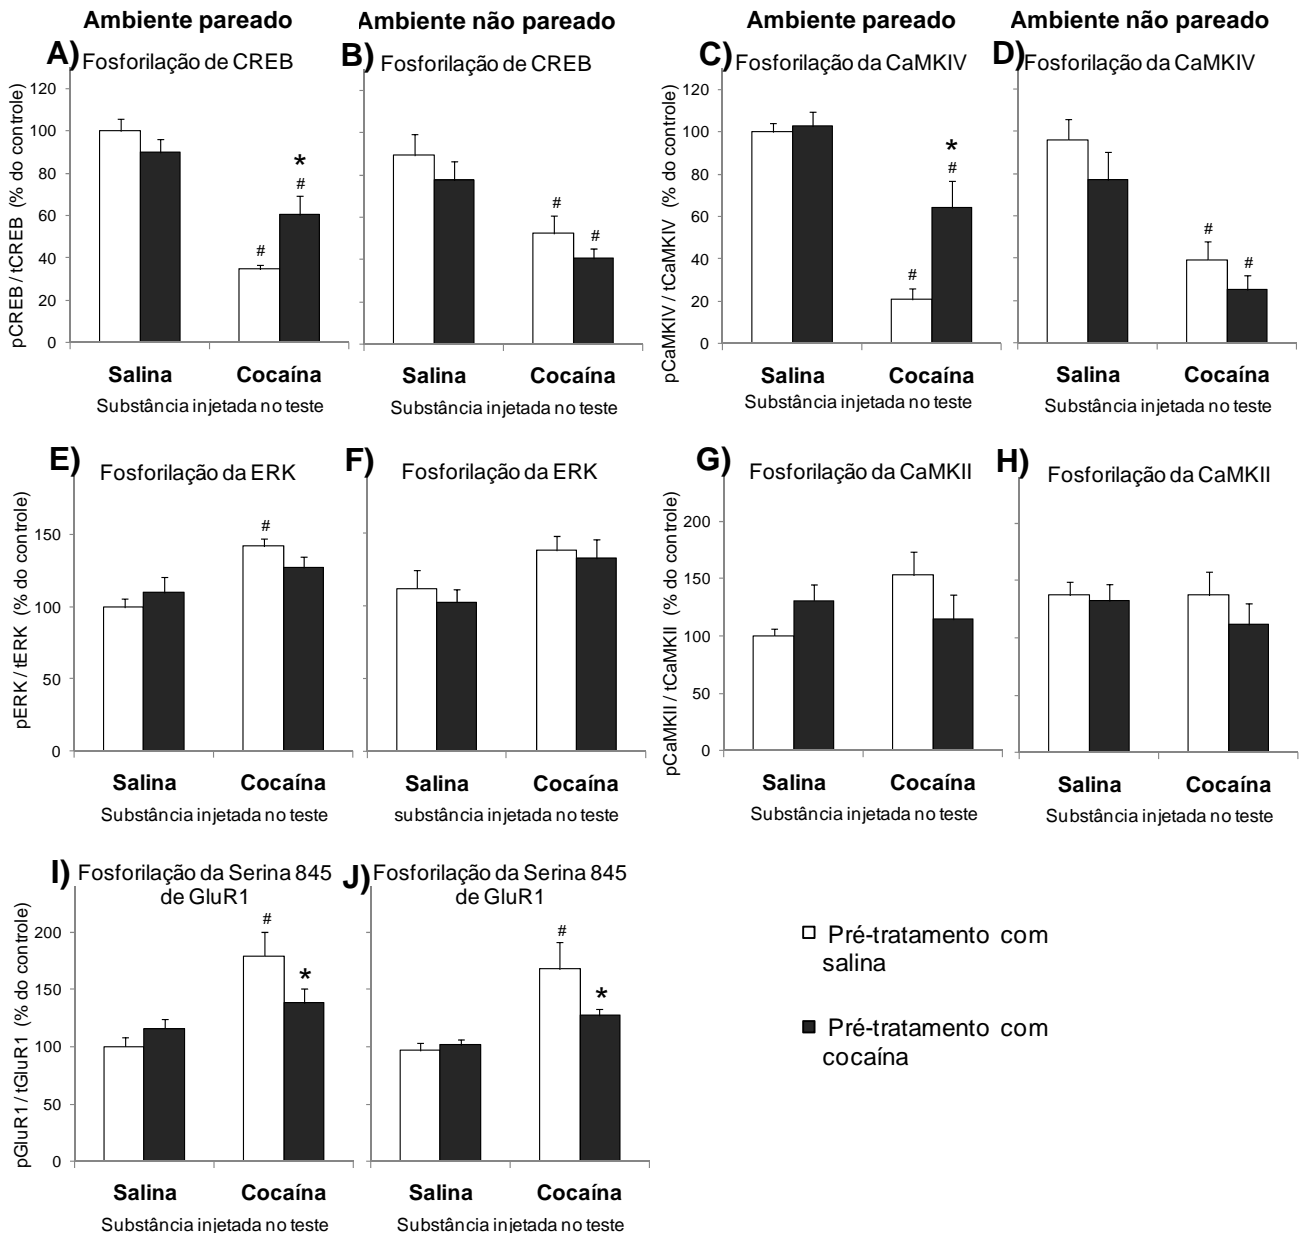 Ambiente pareado
Ambiente não pareado
Ambiente pareado
Ambiente não pareado
A)
Fosforilação de CREB
B)
Fosforilação de CREB
C)
Fosforilação da CaMKIV
D)
Fosforilação da CaMKIV
pCREB / tCREB (% do controle)
120
100
80
60
40
20
0
#
*
#
#
#
Salina
Cocaína
Substância injetada no teste
Salina
Cocaína
Substância injetada no teste
pCaMKIV / tCaMKIV (% do controle)
120
100
80
60
40
20
0
#
*
#
#
#
Salina
Cocaína
Substância injetada no teste
Salina
Cocaína
Substância injetada no teste
E)
Fosforilação da ERK
F)
Fosforilação da ERK
G)
Fosforilação da CaMKII
H)
Fosforilação da CaMKII
pERK / tERK (% do controle)
150
100
50
0
#
Salina
Cocaína
Substância injetada no teste
Salina
Cocaína
substância injetada no teste
pCaMKII / tCaMKII (% do controle)
200
150
100
50
0
Salina
Cocaína
Substância injetada no teste
Salina
Cocaína
Substância injetada no teste
I)
Fosforilação da Serina 845
de GluR1
J)
Fosforilação da Serina 845
de GluR1
pGluR1 / tGluR1 (% do controle)
200
150
100
50
0
#
*
#
*
Salina
Cocaína
Substância injetada no teste
Salina
Cocaína
Substância injetada no teste
Pré-tratamento com
salina
Pré-tratamento com
cocaína